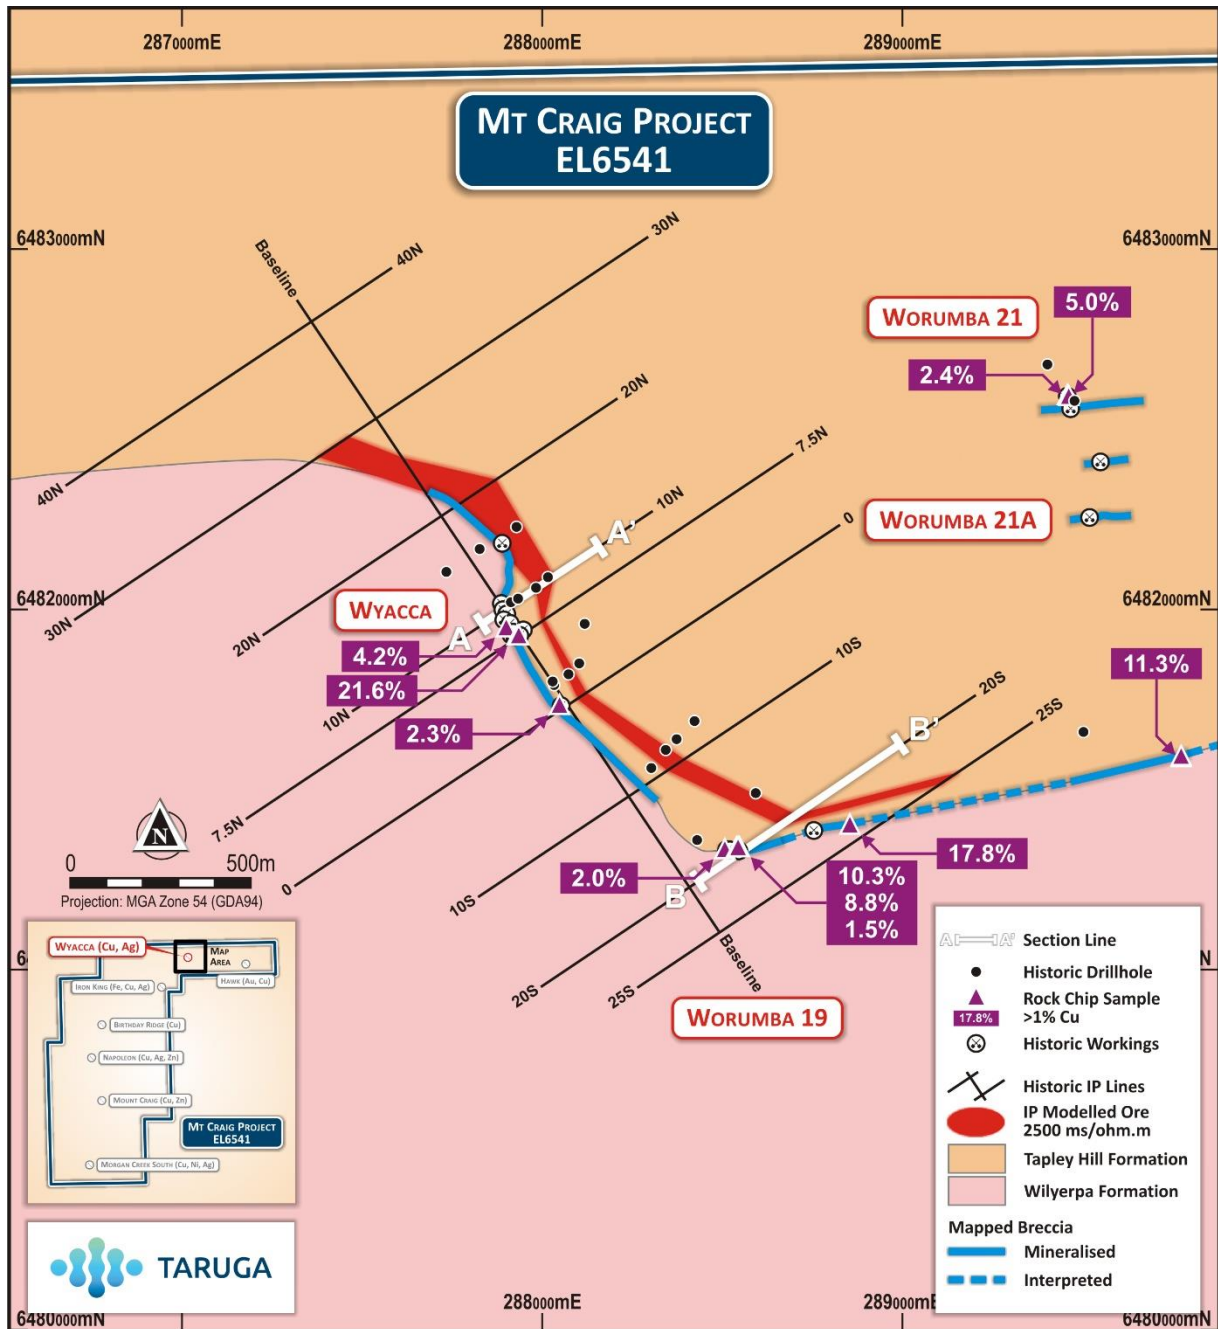 287000mE
288000mE
289000mE
MT CRAIG PROJECT
EL6541
6483000mN
6483000mN
Baseline
40N
30N
WORUMBA 21
5.0%
2.4%
20N
7.5N
40N
10N
0
WORUMBA 21A
A'
6482000mN
6482000mN
30N
20N
WYACCA
A
4.2%
21.6%
10N
2.3%
10S
20S
25S
11.3%
B'
7.5N
N
0
500m
Projection: MGA Zone 54 (GDA94)
0
10S
2.0%
B
17.8%
10.3%
8.8%
1.5%
20S
25S
Baseline
WORUMBA 19
N
WYACCA (Cu, Ag)
MAP
AREA
IRON KING (Fe, Cu, Ag)
HAWK (Au, Cu)
BIRTHDAY RIDGE (Cu)
NAPOLEON (Cu, Ag, Zn)
MOUNT CRAIG (Cu, Zn)
MT CRAIG PROJECT
EL6541
MORGAN CREEK SOUTH (Cu, Ni, Ag)
A A' Section Line
Historic Drillhole
Rock Chip Sample
17.8% >1% Cu
Historic Workings
Historic IP Lines
IP Modelled Ore
2500 ms/ohm.m
Tapley Hill Formation
Wilyerpa Formation
Mapped Breccia
Mineralised
Interpreted
TARUGA
288000mE
289000m
6480000mN
6480000mN